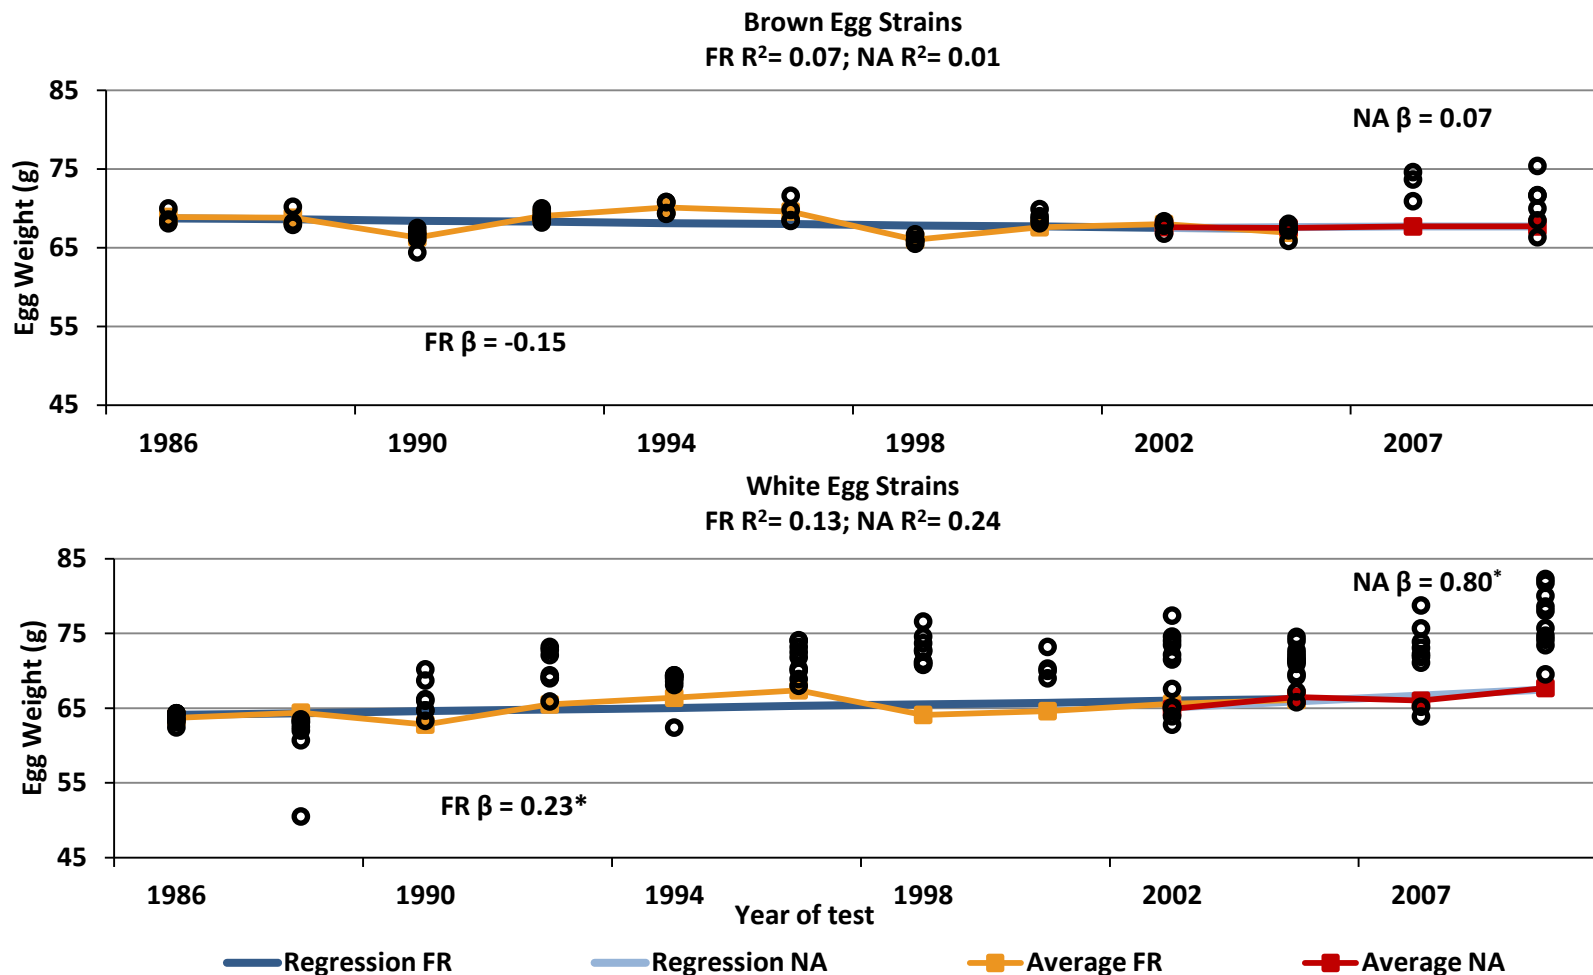 Brown Egg Strains
FR R²= 0.07; NA R²= 0.01
85
75
65
55
45
Egg Weight (g)
NA β = 0.07
FR β = -0.15
1986 1990 1994 1998 2002 2007
White Egg Strains
FR R²= 0.13; NA R²= 0.24
85
75
65
55
45
Egg Weight (g)
NA β = 0.80*
FR β = 0.23*
1986 1990 1994 1998 2002 2007
Year of test
Regression FR Regression NA Average FR Average NA